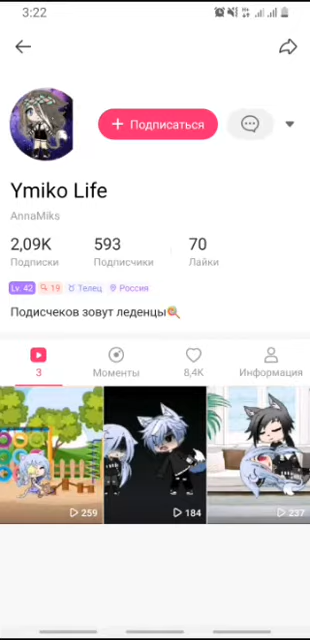 3:22
Подписаться
Ymiko Life
AnnaMiks
2,09K 593 70
Подписки Подписчики Лайки
Lv. 42 19 Телец Россия
Подисчеков зовут леденцы
3 Моменты 8,4K Информация
259 184 237